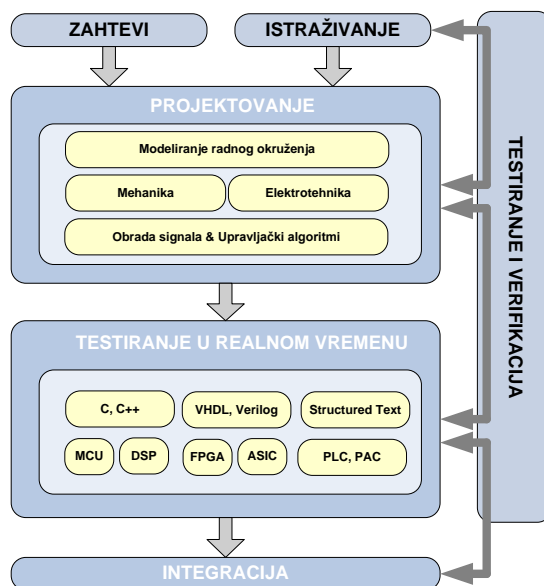 ZAHTEVI
ISTRAŽIVANJE
PROJEKTOVANJE
Modeliranje radnog okruženja
Mehanika
Elektrotehnika
Obrada signala & Upravljački algoritmi
TESTIRANJE U REALNOM VREMENU
C, C++
VHDL, Verilog
Structured Text
MCU
DSP
FPGA
ASIC
PLC, PAC
INTEGRACIJA
TESTIRANJE I VERIFIKACIJA